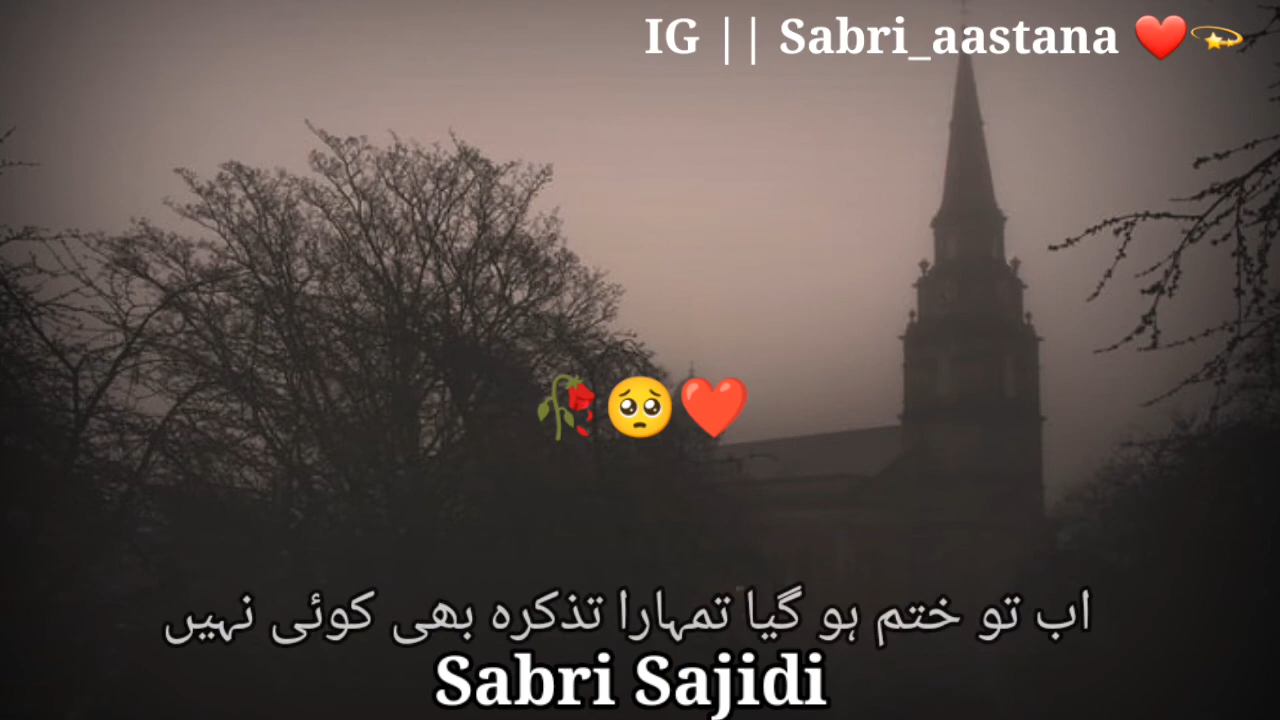 IG || Sabri_aastana ❤️💫
🥀🥺❤️
اب تو ختم ہو گیا تمہارا تذکرہ بھی کوئی نہیں
Sabri Sajidi